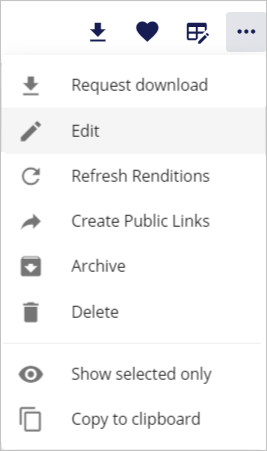 Request download
Edit
Refresh Renditions
Create Public Links
Archive
Delete
Show selected only
Copy to clipboard